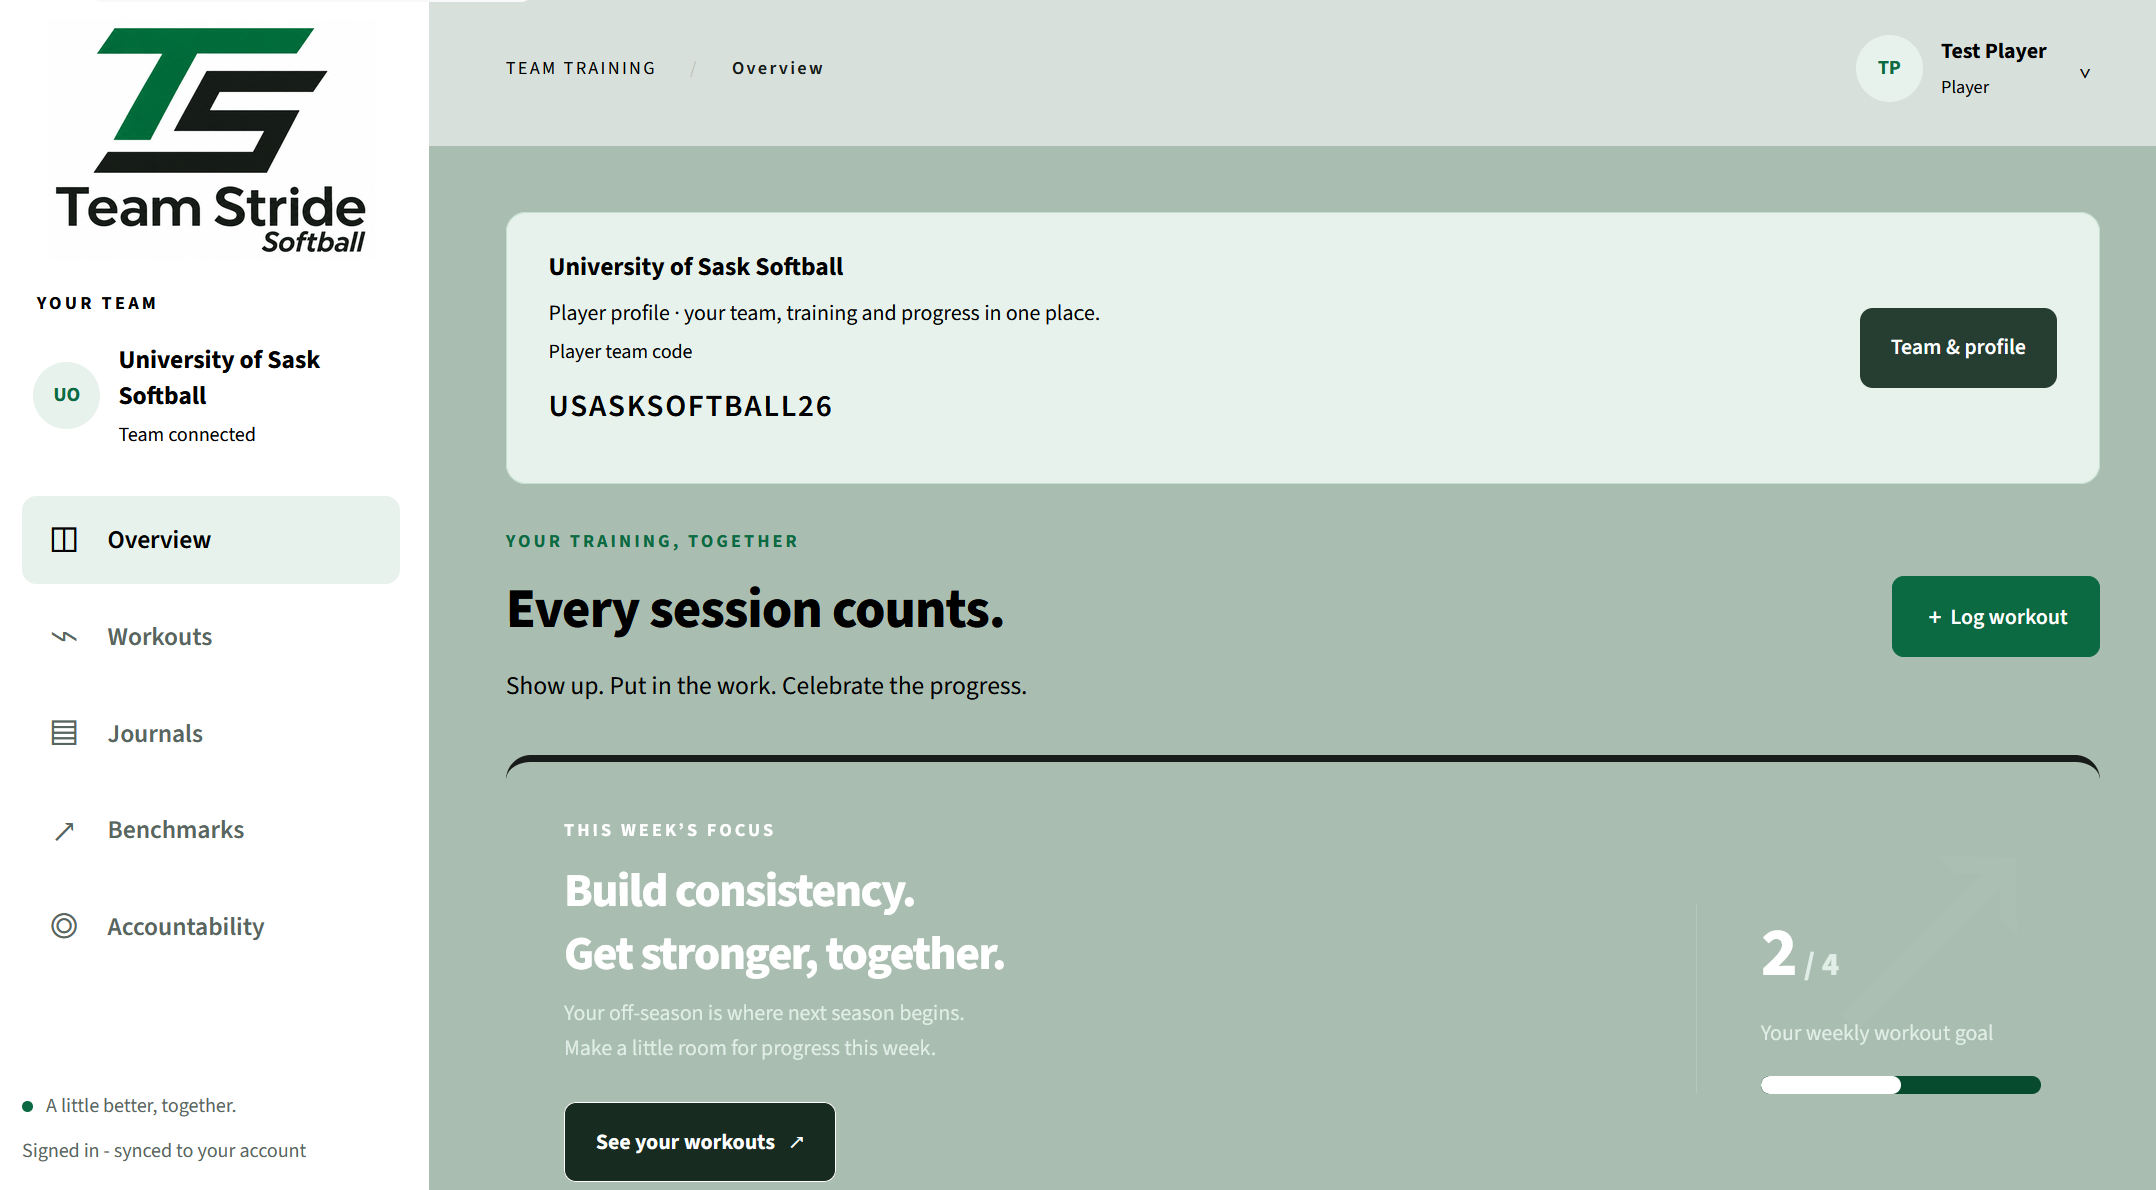 TS
Team Stride
Softball
YOUR TEAM
UO
University of Sask
Softball
Team connected
Overview
Workouts
Journals
Benchmarks
Accountability
A little better, together.
Signed in - synced to your account
TEAM TRAINING / Overview
TP
Test Player
Player
University of Sask Softball
Player profile · your team, training and progress in one place.
Player team code
USASKSOFTBALL26
Team & profile
YOUR TRAINING, TOGETHER
Every session counts.
Show up. Put in the work. Celebrate the progress.
+ Log workout
THIS WEEK’S FOCUS
Build consistency.
Get stronger, together.
Your off-season is where next season begins.
Make a little room for progress this week.
See your workouts ↗
2 / 4
Your weekly workout goal